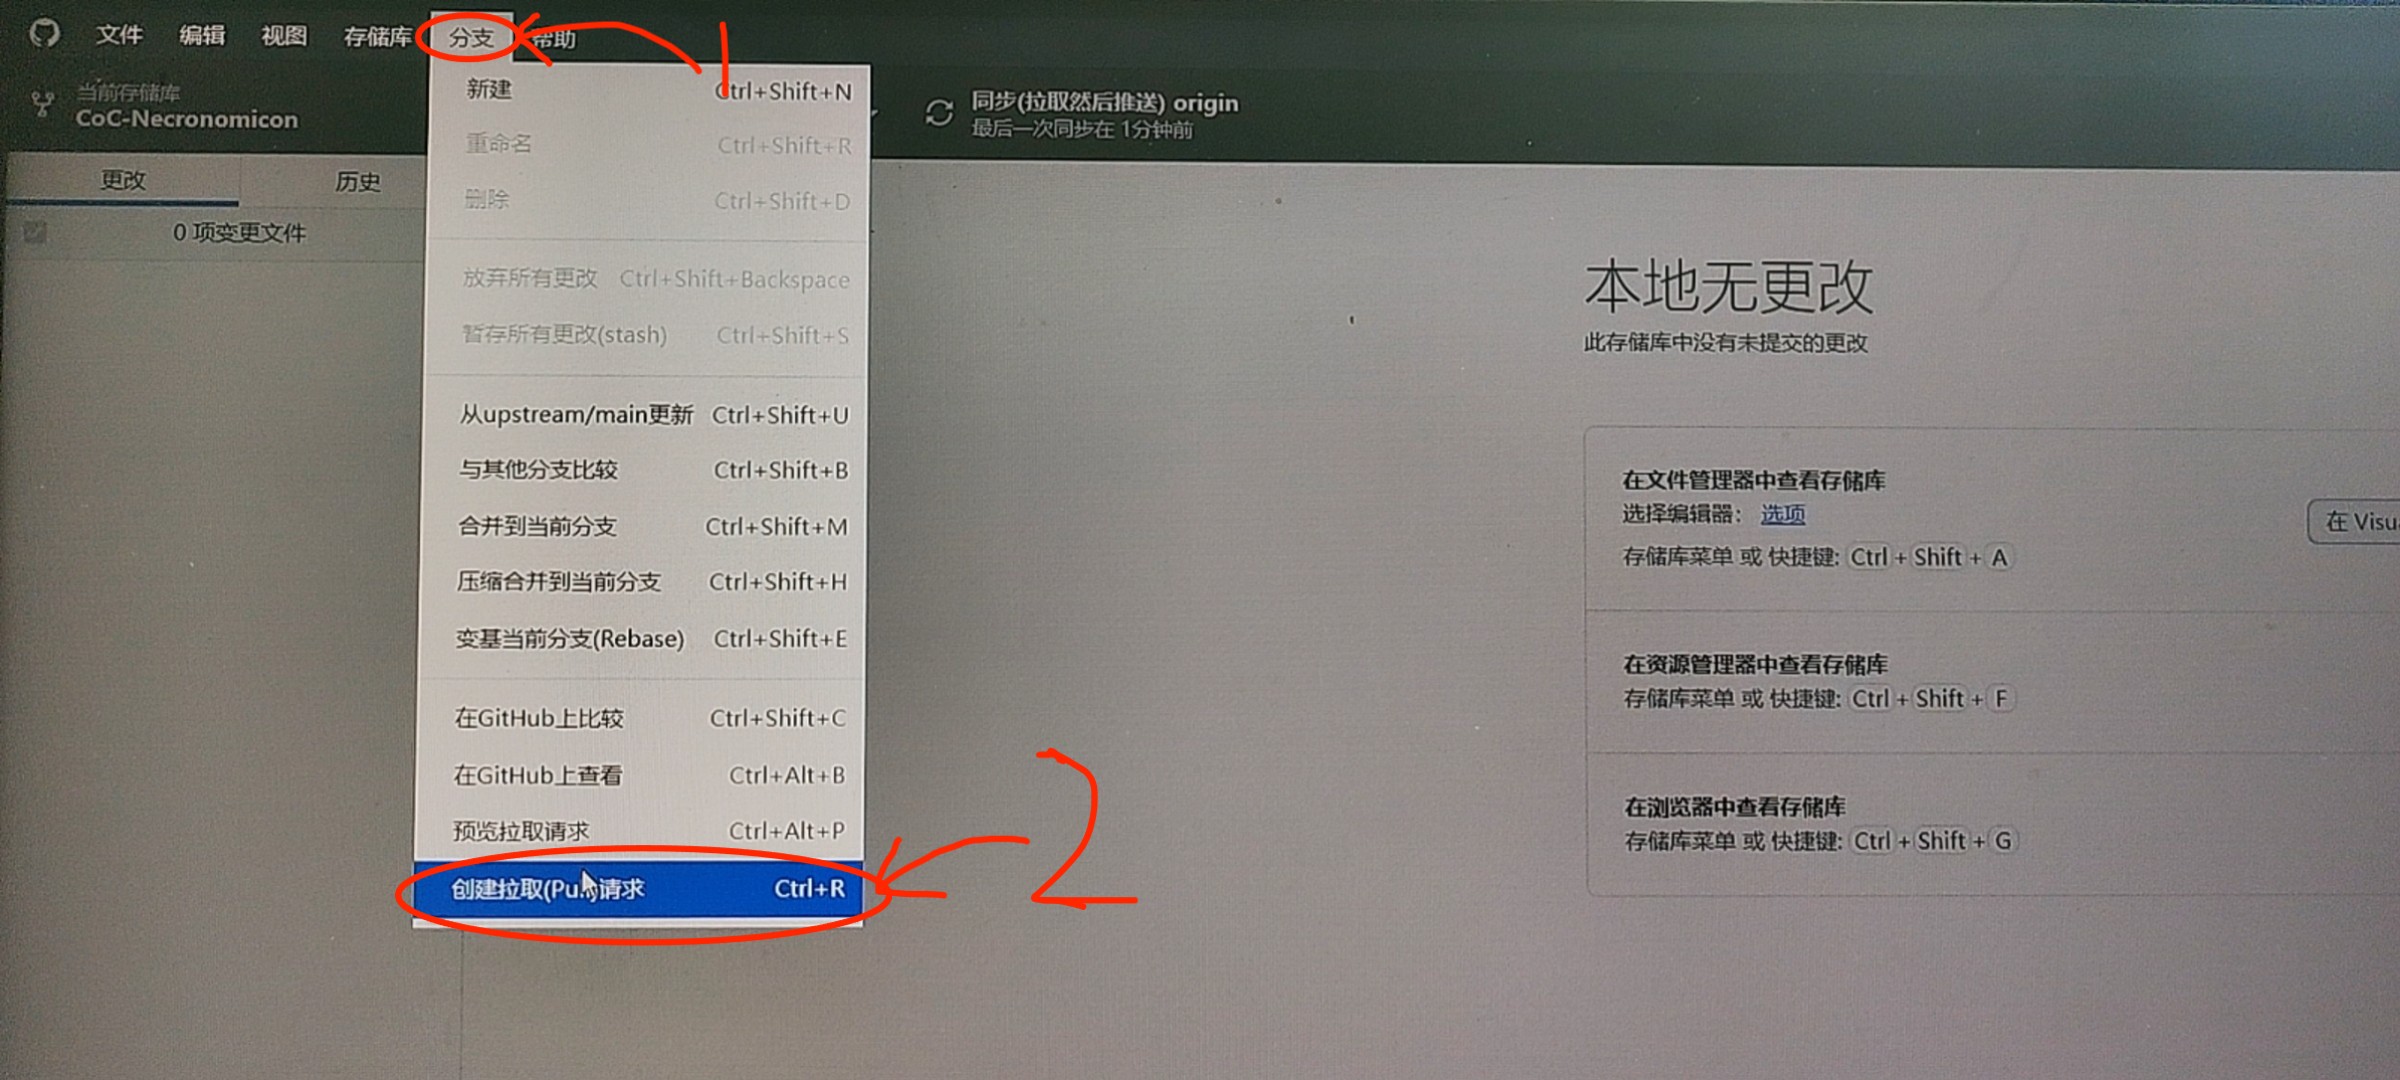 文件 编辑 视图 存储库 分支 帮助
1
当前存储库
CoC-Necronomicon
同步(拉取然后推送) origin
最后一次同步在 1分钟前
更改 历史
0 项变更文件
新建 Ctrl+Shift+N
重命名 Ctrl+Shift+R
删除 Ctrl+Shift+D
放弃所有更改 Ctrl+Shift+Backspace
暂存所有更改(stash) Ctrl+Shift+S
从upstream/main更新 Ctrl+Shift+U
与其他分支比较 Ctrl+Shift+B
合并到当前分支 Ctrl+Shift+M
压缩合并到当前分支 Ctrl+Shift+H
变基当前分支(Rebase) Ctrl+Shift+E
在GitHub上比较 Ctrl+Shift+C
在GitHub上查看 Ctrl+Alt+B
预览拉取请求 Ctrl+Alt+P
创建拉取(Pu 请求 Ctrl+R
2
本地无更改
此存储库中没有未提交的更改
在文件管理器中查看存储库
选择编辑器: 选项
存储库菜单 或 快捷键: Ctrl + Shift + A
在 Visu
在资源管理器中查看存储库
存储库菜单 或 快捷键: Ctrl + Shift + F
在浏览器中查看存储库
存储库菜单 或 快捷键: Ctrl + Shift + G